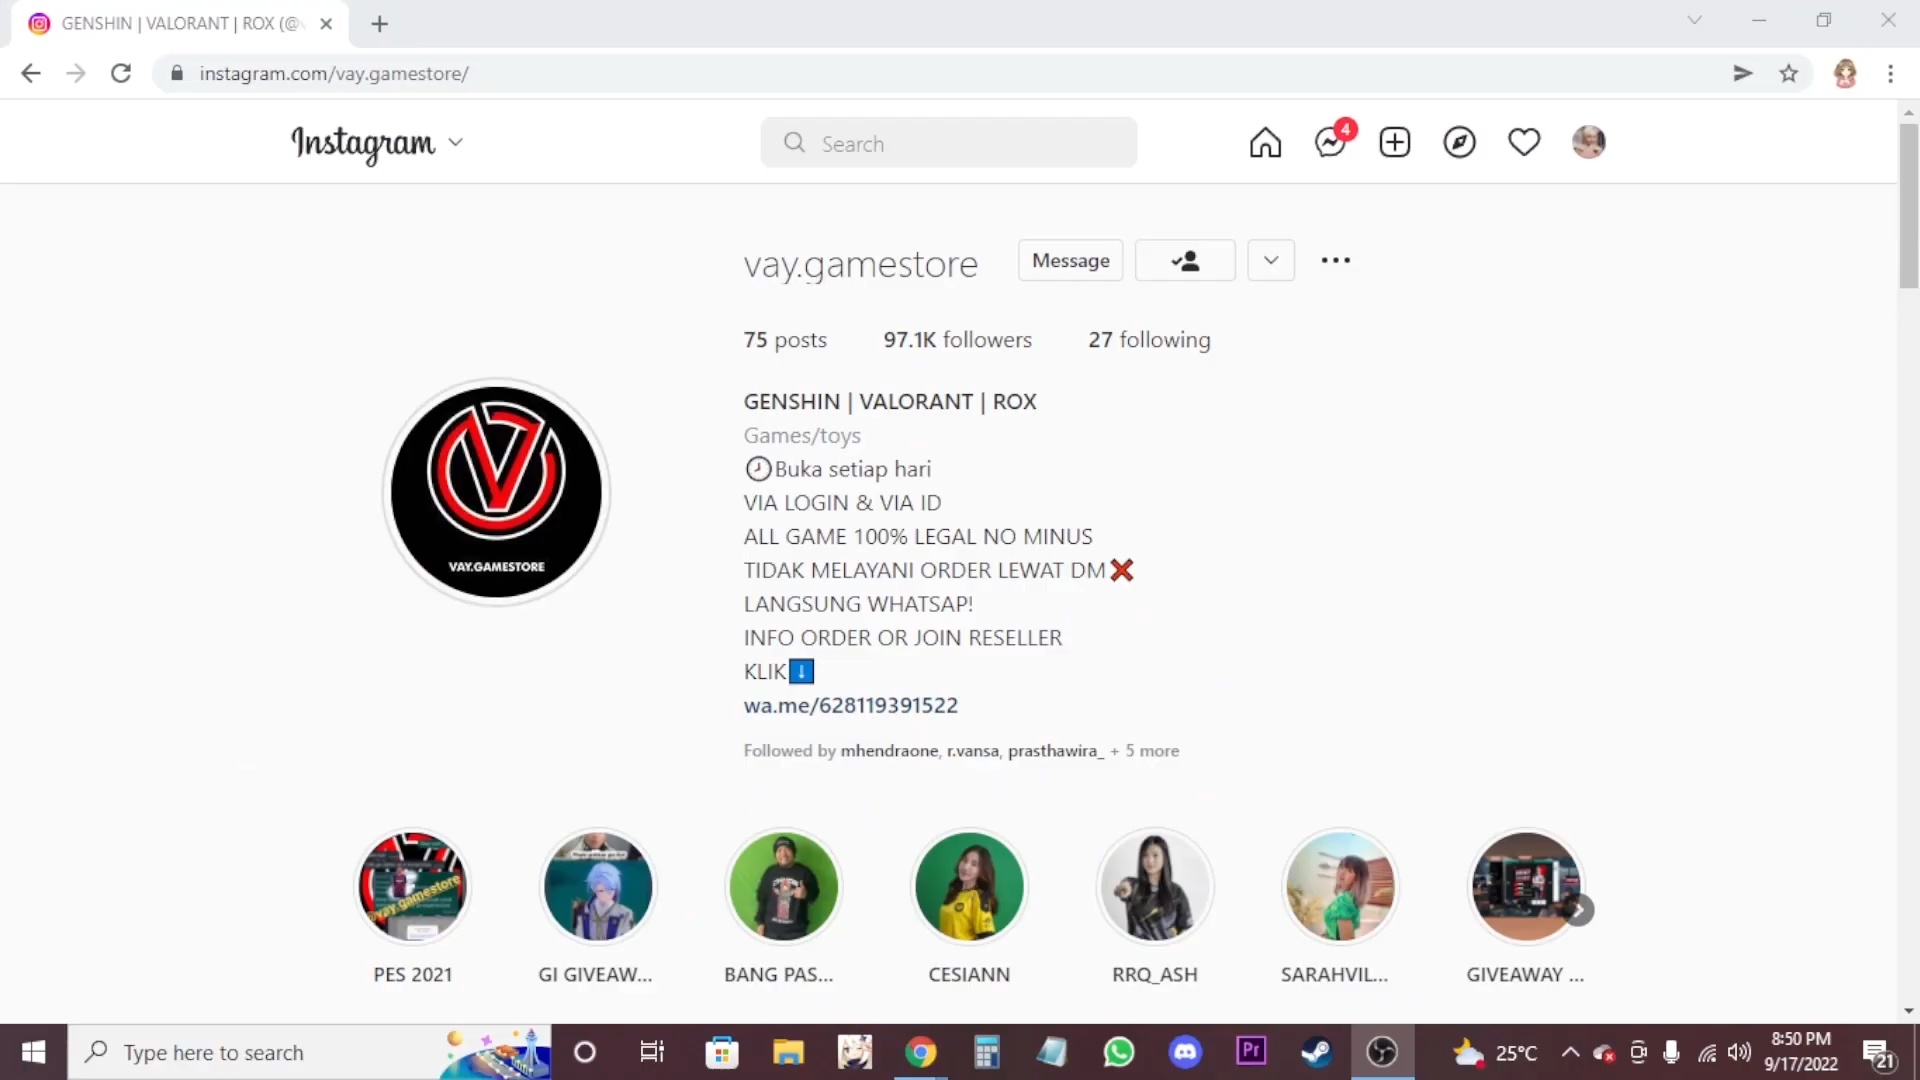 GENSHIN | VALORANT | ROX (@v
instagram.com/vay.gamestore/
Instagram
Search
4
vay.gamestore
Message
75 posts 97.1K followers 27 following
GENSHIN | VALORANT | ROX
Games/toys
🕗Buka setiap hari
VIA LOGIN & VIA ID
ALL GAME 100% LEGAL NO MINUS
TIDAK MELAYANI ORDER LEWAT DM❌
LANGSUNG WHATSAP!
INFO ORDER OR JOIN RESELLER
KLIK⬇️
wa.me/628119391522
Followed by mhendraone, r.vansa, prasthawira_ + 5 more
VAY.GAMESTORE
@vay.gamestore
PES 2021
GI GIVEAW...
BANG PAS...
CESIANN
RRQ_ASH
SARAHVIL...
GIVEAWAY ...
Type here to search
Pr
25°C
8:50 PM
9/17/2022
21